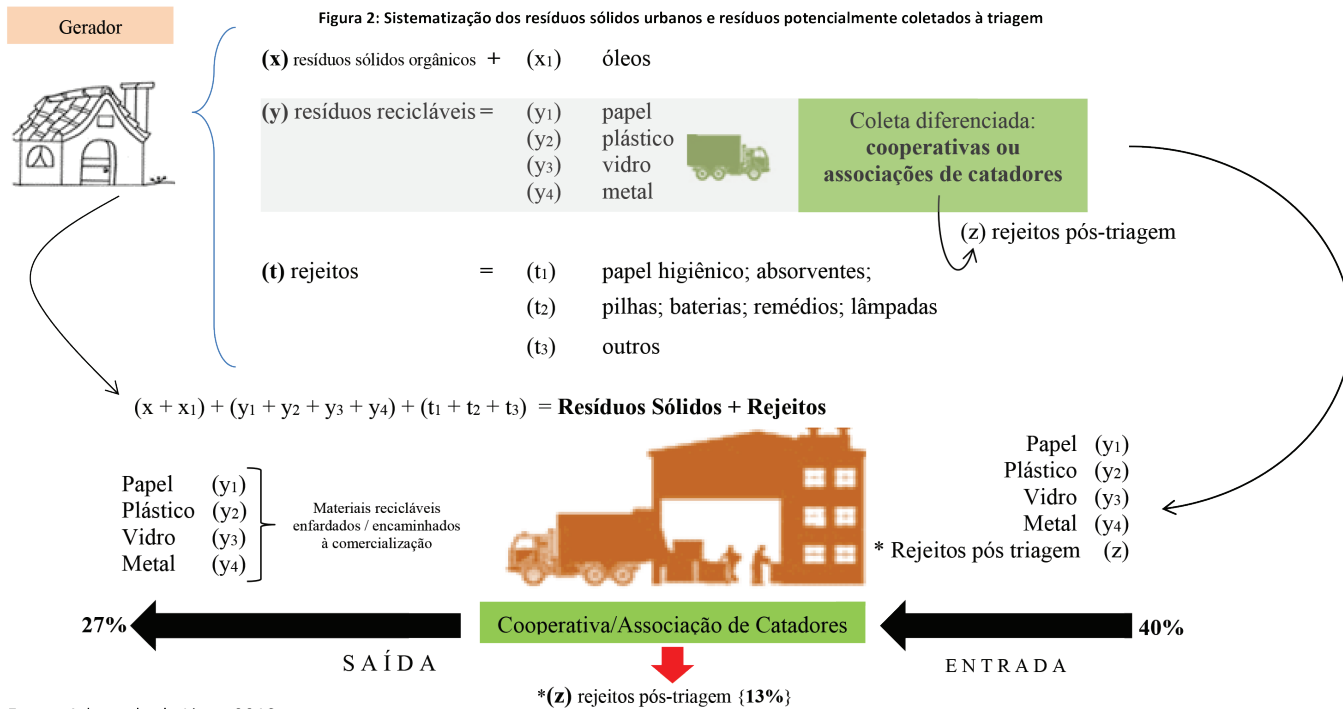 Figura 2: Sistematização dos resíduos sólidos urbanos e resíduos potencialmente coletados à triagem
Gerador
(x) resíduos sólidos orgânicos + (x₁) óleos
(y) resíduos recicláveis = (y₁) papel
(y₂) plástico
(y₃) vidro
(y₄) metal
Coleta diferenciada:
cooperativas ou
associações de catadores
(z) rejeitos pós-triagem
(t) rejeitos = (t₁) papel higiênico; absorventes;
(t₂) pilhas; baterias; remédios; lâmpadas
(t₃) outros
(x + x₁) + (y₁ + y₂ + y₃ + y₄) + (t₁ + t₂ + t₃) = Resíduos Sólidos + Rejeitos
Papel (y₁)
Plástico (y₂)
Vidro (y₃)
Metal (y₄)
Materiais recicláveis
enfardados / encaminhados
à comercialização
Papel (y₁)
Plástico (y₂)
Vidro (y₃)
Metal (y₄)
* Rejeitos pós triagem (z)
27%
SAÍDA
Cooperativa/Associação de Catadores
40%
ENTRADA
*(z) rejeitos pós-triagem {13%}